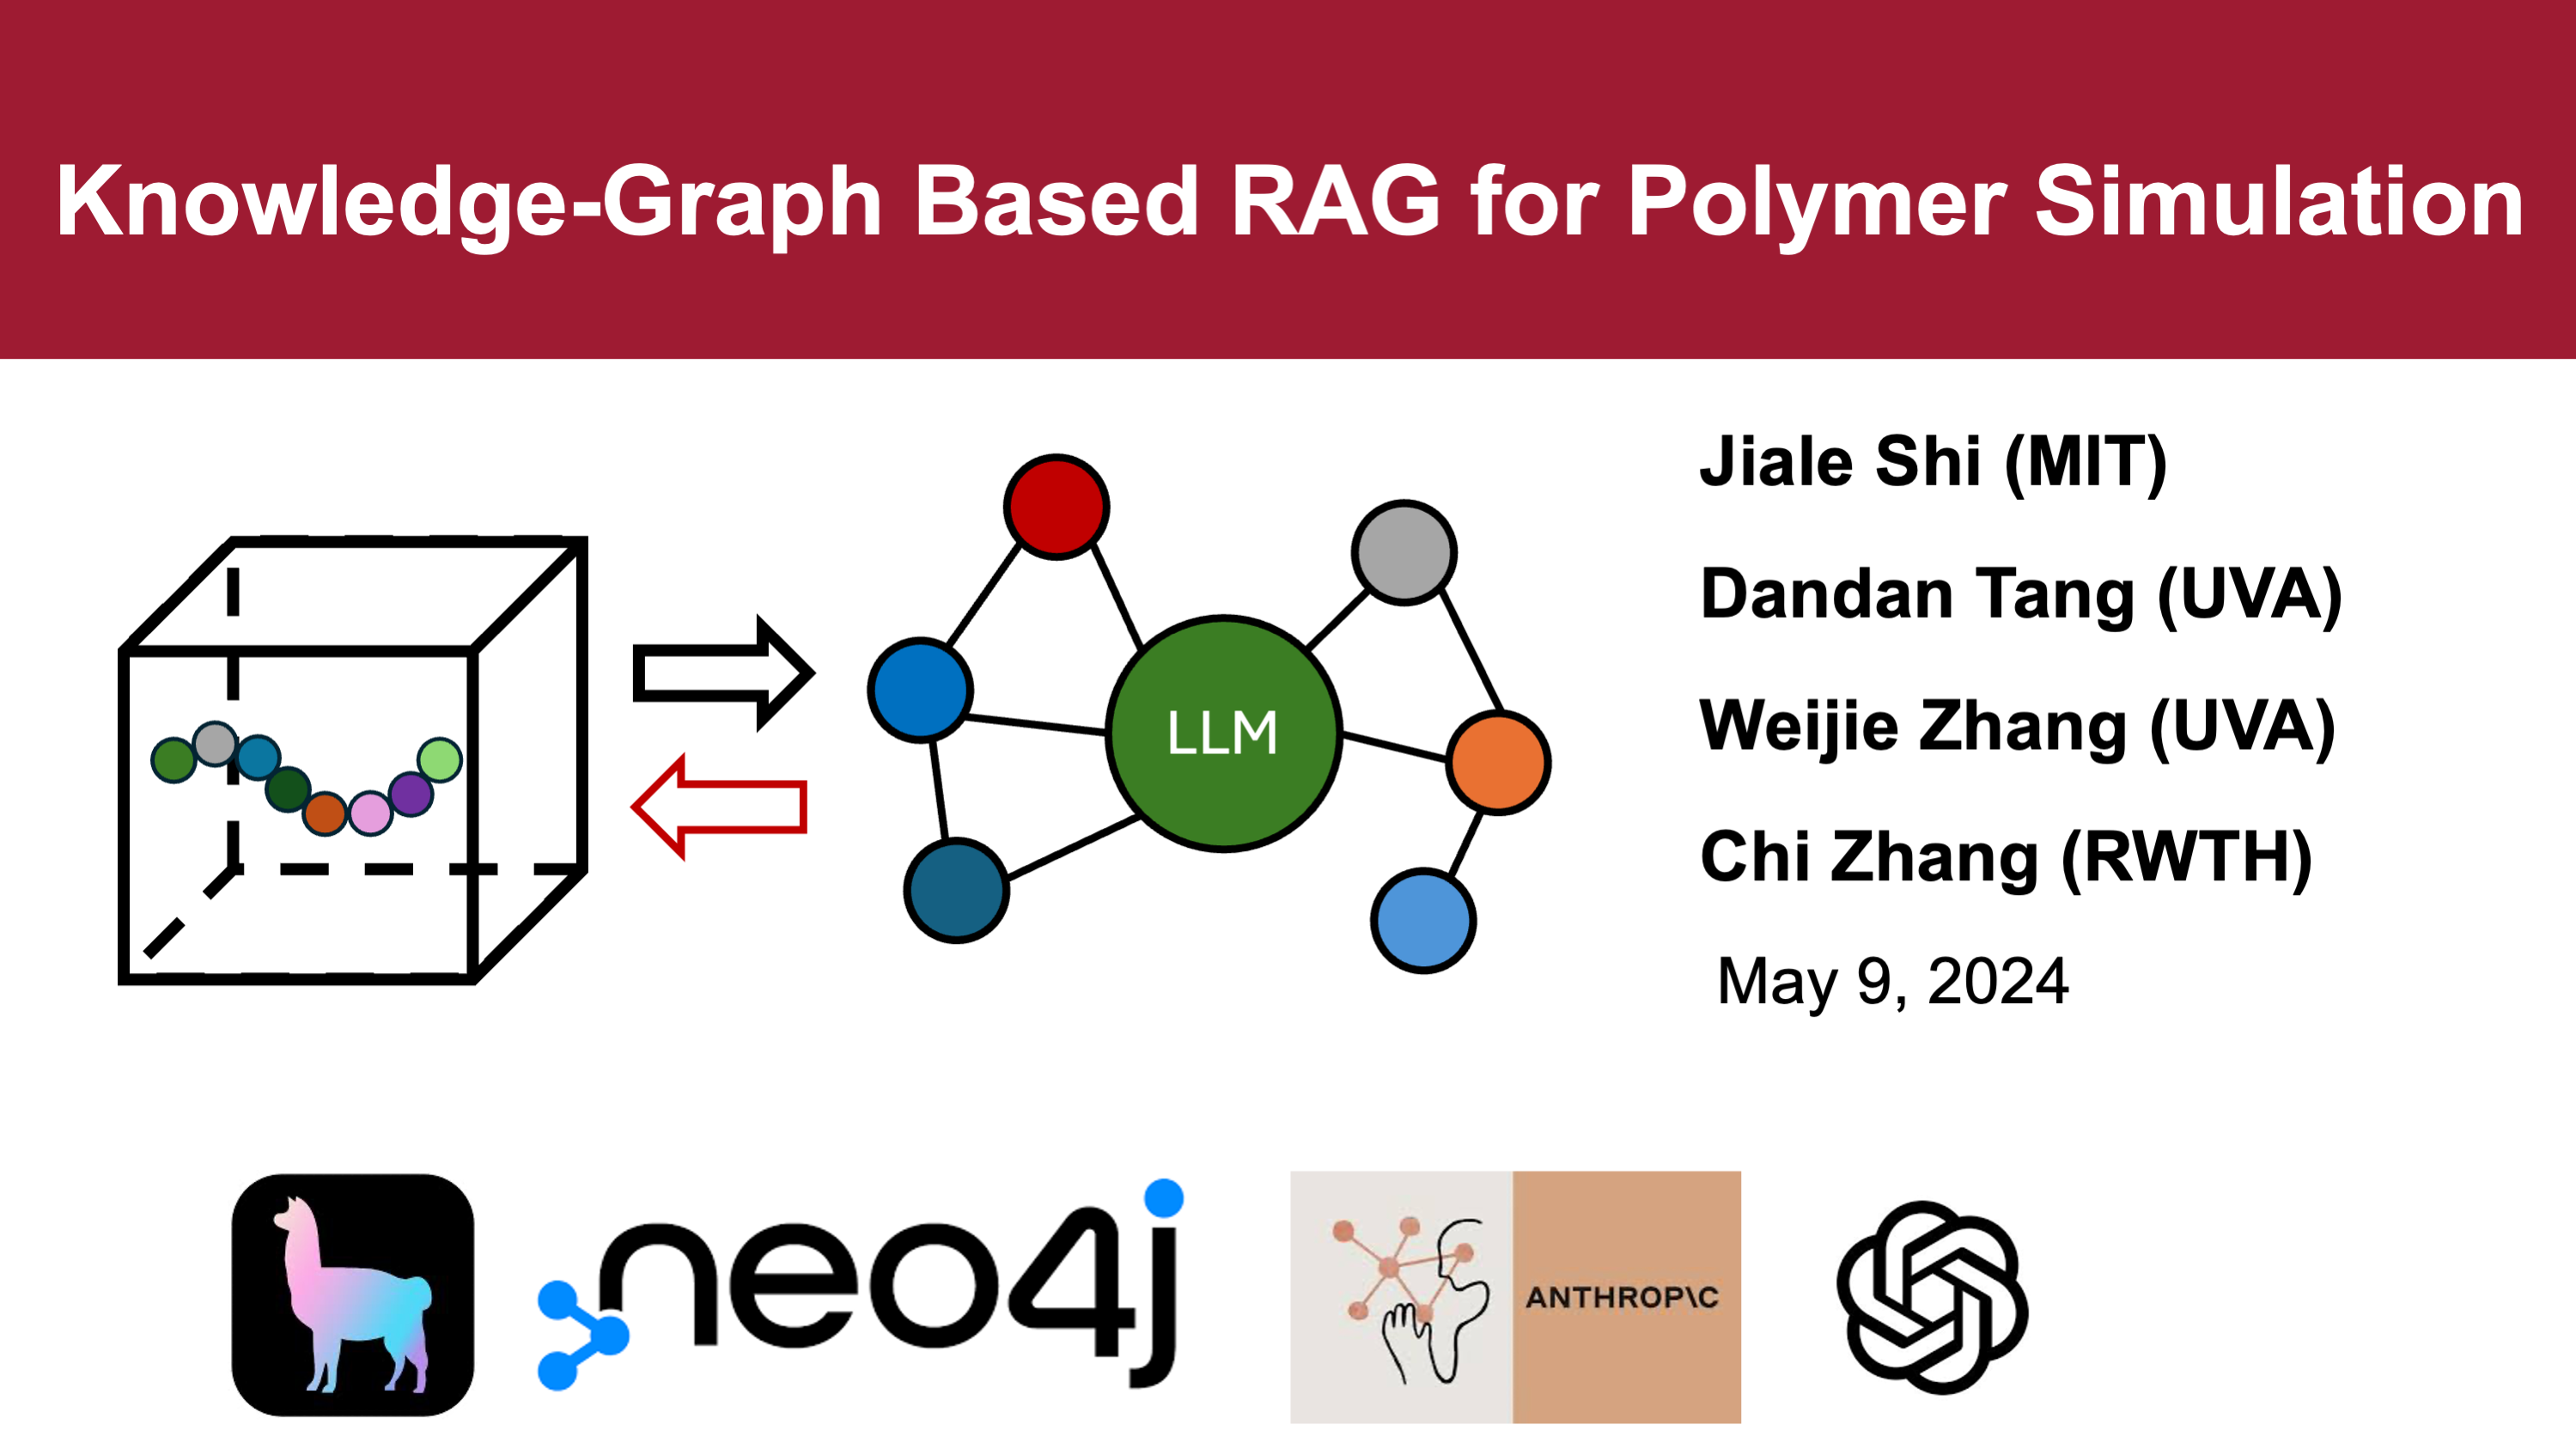 Knowledge-Graph Based RAG for Polymer Simulation
LLM
Jiale Shi (MIT)
Dandan Tang (UVA)
Weijie Zhang (UVA)
Chi Zhang (RWTH)
May 9, 2024
neo4j
ANTHROP\C